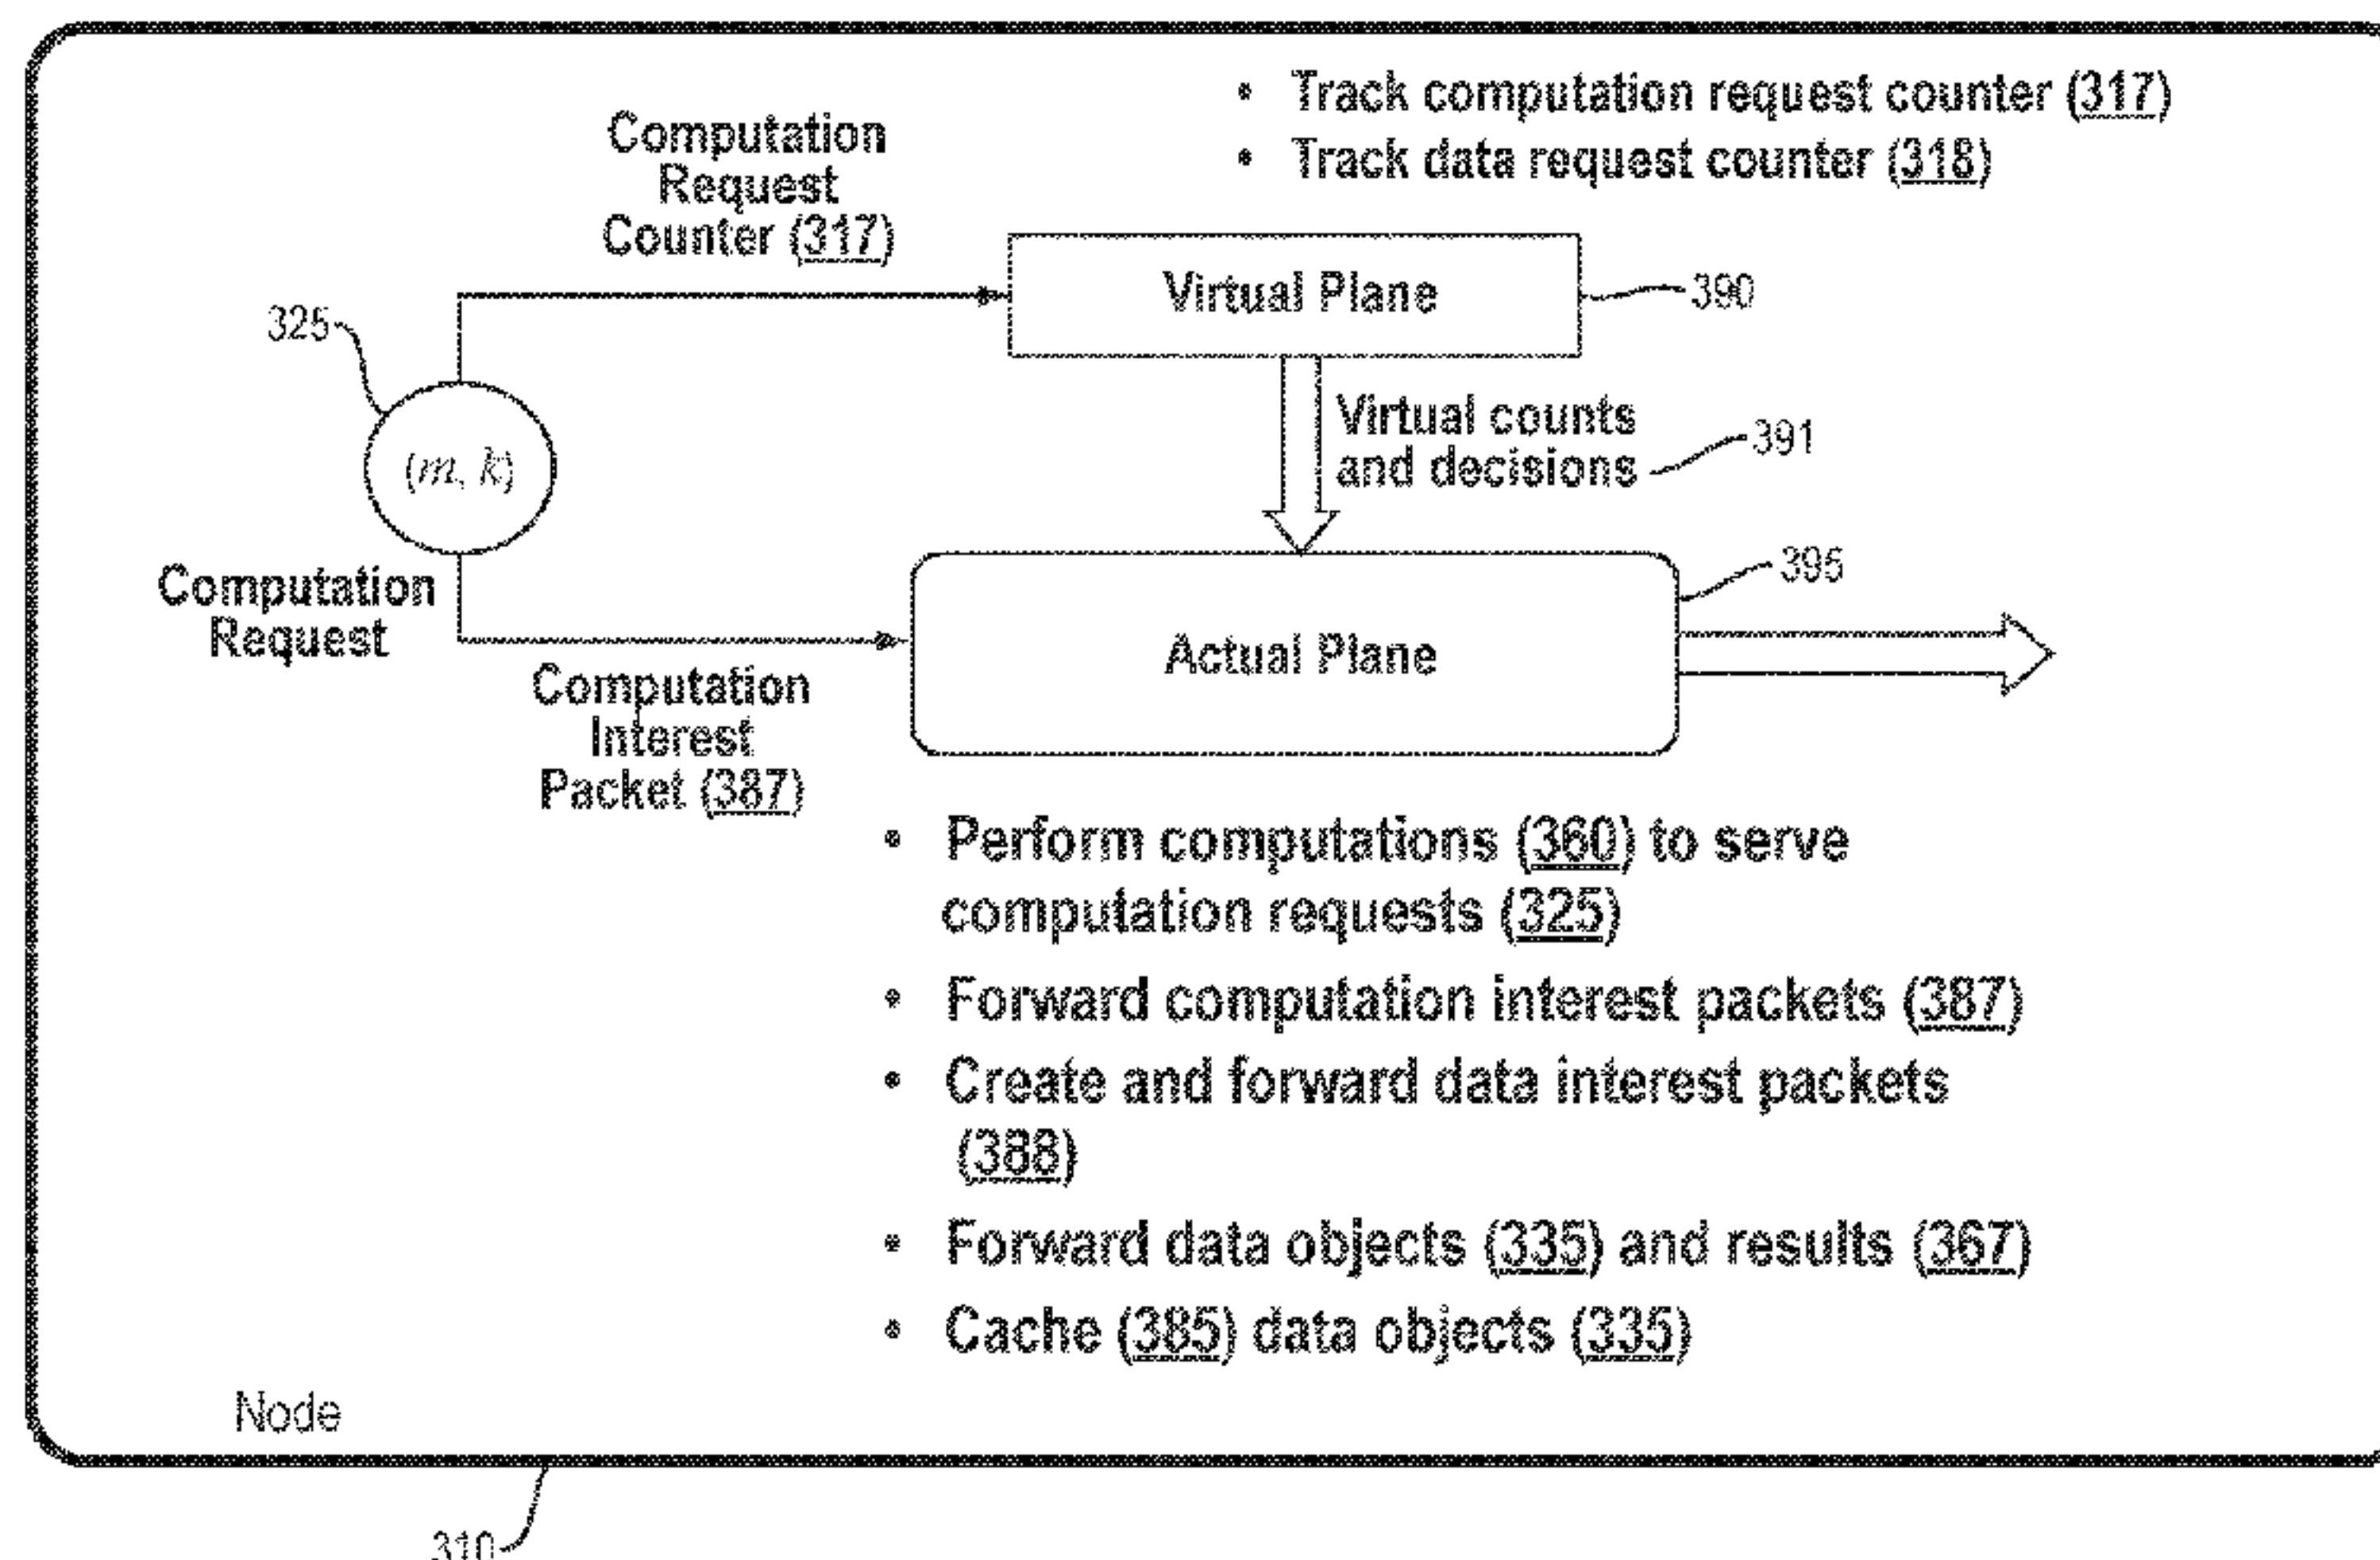 • Track computation request counter (317)
• Track data request counter (318)
Computation
Request
Counter (317)
Virtual Plane
390
325
(m, k)
Virtual counts
and decisions
391
Computation
Request
395
Actual Plane
Computation
Interest
Packet (387)
• Perform computations (360) to serve
computation requests (325)
• Forward computation interest packets (387)
• Create and forward data interest packets
(388)
• Forward data objects (335) and results (367)
• Cache (385) data objects (335)
Node
310